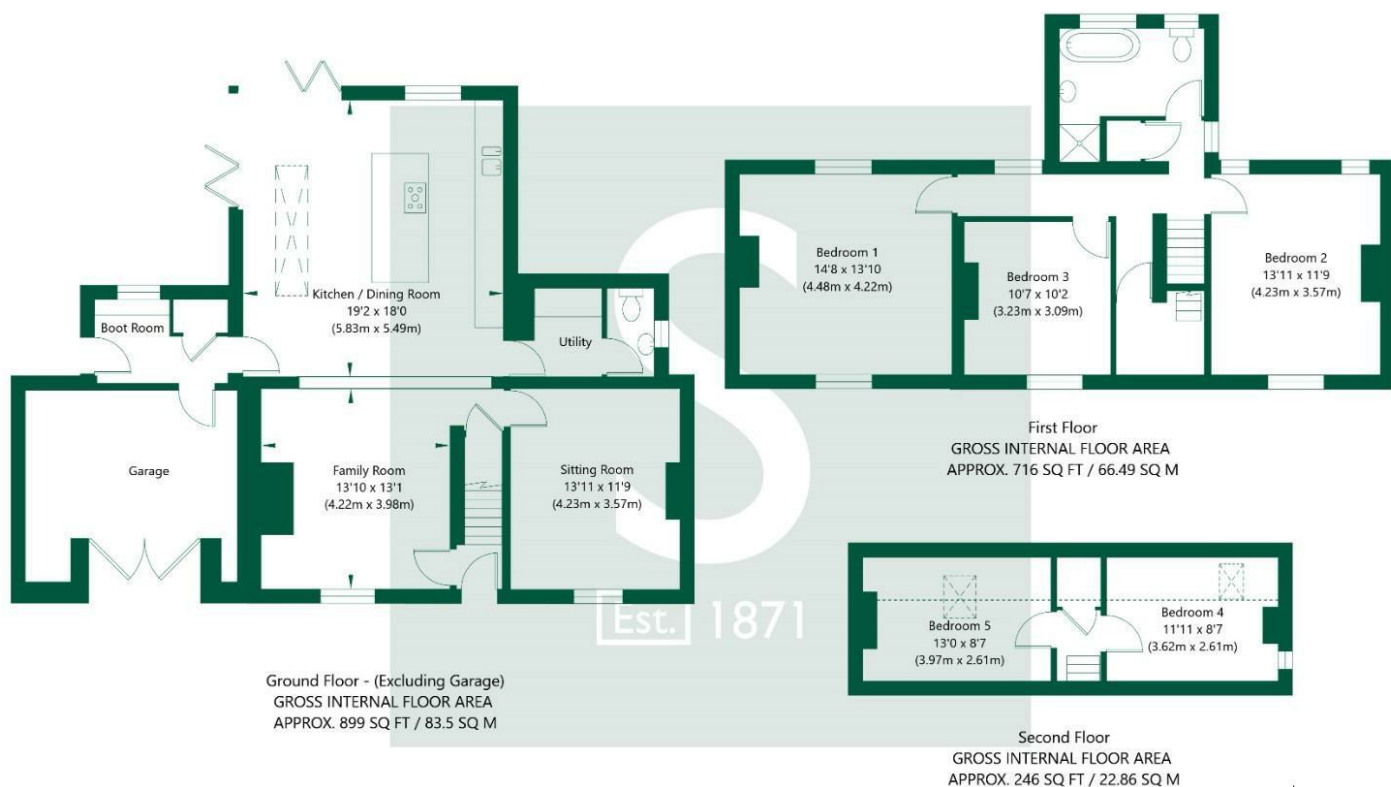 Kitchen / Dining Room
19'2 x 18'0
(5.83m x 5.49m)
Boot Room
Utility
Garage
Family Room
13'10 x 13'1
(4.22m x 3.98m)
Sitting Room
13'11 x 11'9
(4.23m x 3.57m)
Ground Floor - (Excluding Garage)
GROSS INTERNAL FLOOR AREA
APPROX. 899 SQ FT / 83.5 SQ M
Bedroom 1
14'8 x 13'10
(4.48m x 4.22m)
Bedroom 3
10'7 x 10'2
(3.23m x 3.09m)
Bedroom 2
13'11 x 11'9
(4.23m x 3.57m)
First Floor
GROSS INTERNAL FLOOR AREA
APPROX. 716 SQ FT / 66.49 SQ M
Bedroom 5
13'0 x 8'7
(3.97m x 2.61m)
Bedroom 4
11'11 x 8'7
(3.62m x 2.61m)
Second Floor
GROSS INTERNAL FLOOR AREA
APPROX. 246 SQ FT / 22.86 SQ M
S
Est. 1871